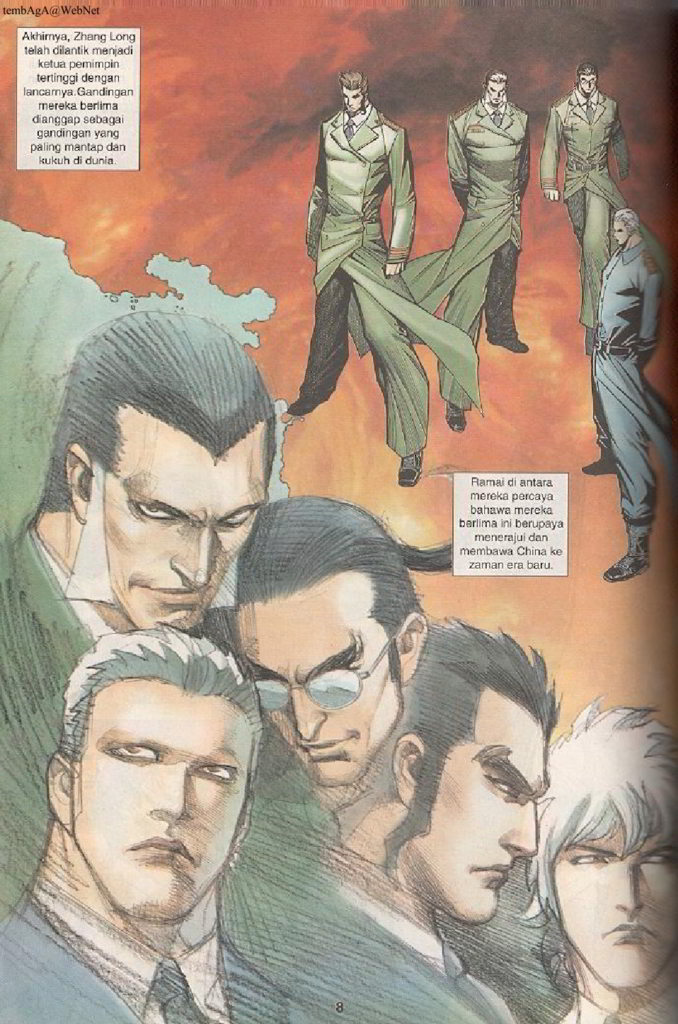 tembAgA@WebNet
Akhirnya, Zhang Long
telah dilantik menjadi
ketua pemimpin
tertinggi dengan
lancarnya.Gandingan
mereka berlima
dianggap sebagai
gandingan yang
paling mantap dan
kukuh di dunia.
Ramai di antara
mereka percaya
bahawa mereka
berlima ini berupaya
menerajui dan
membawa China ke
zaman era baru.
8